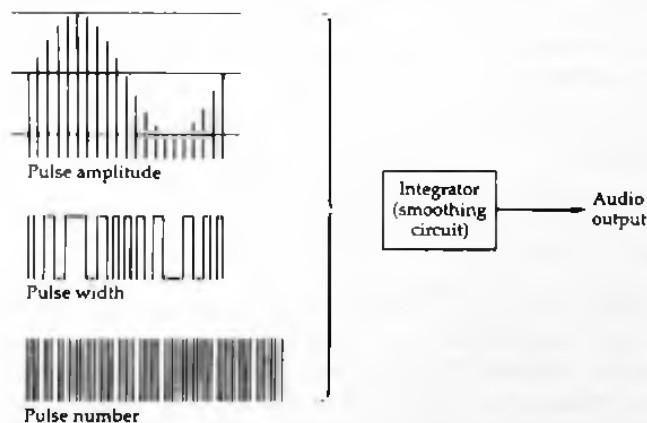 Pulse amplitude
Integrator
(smoothing
circuit)
Audio
output
Pulse width
Pulse number